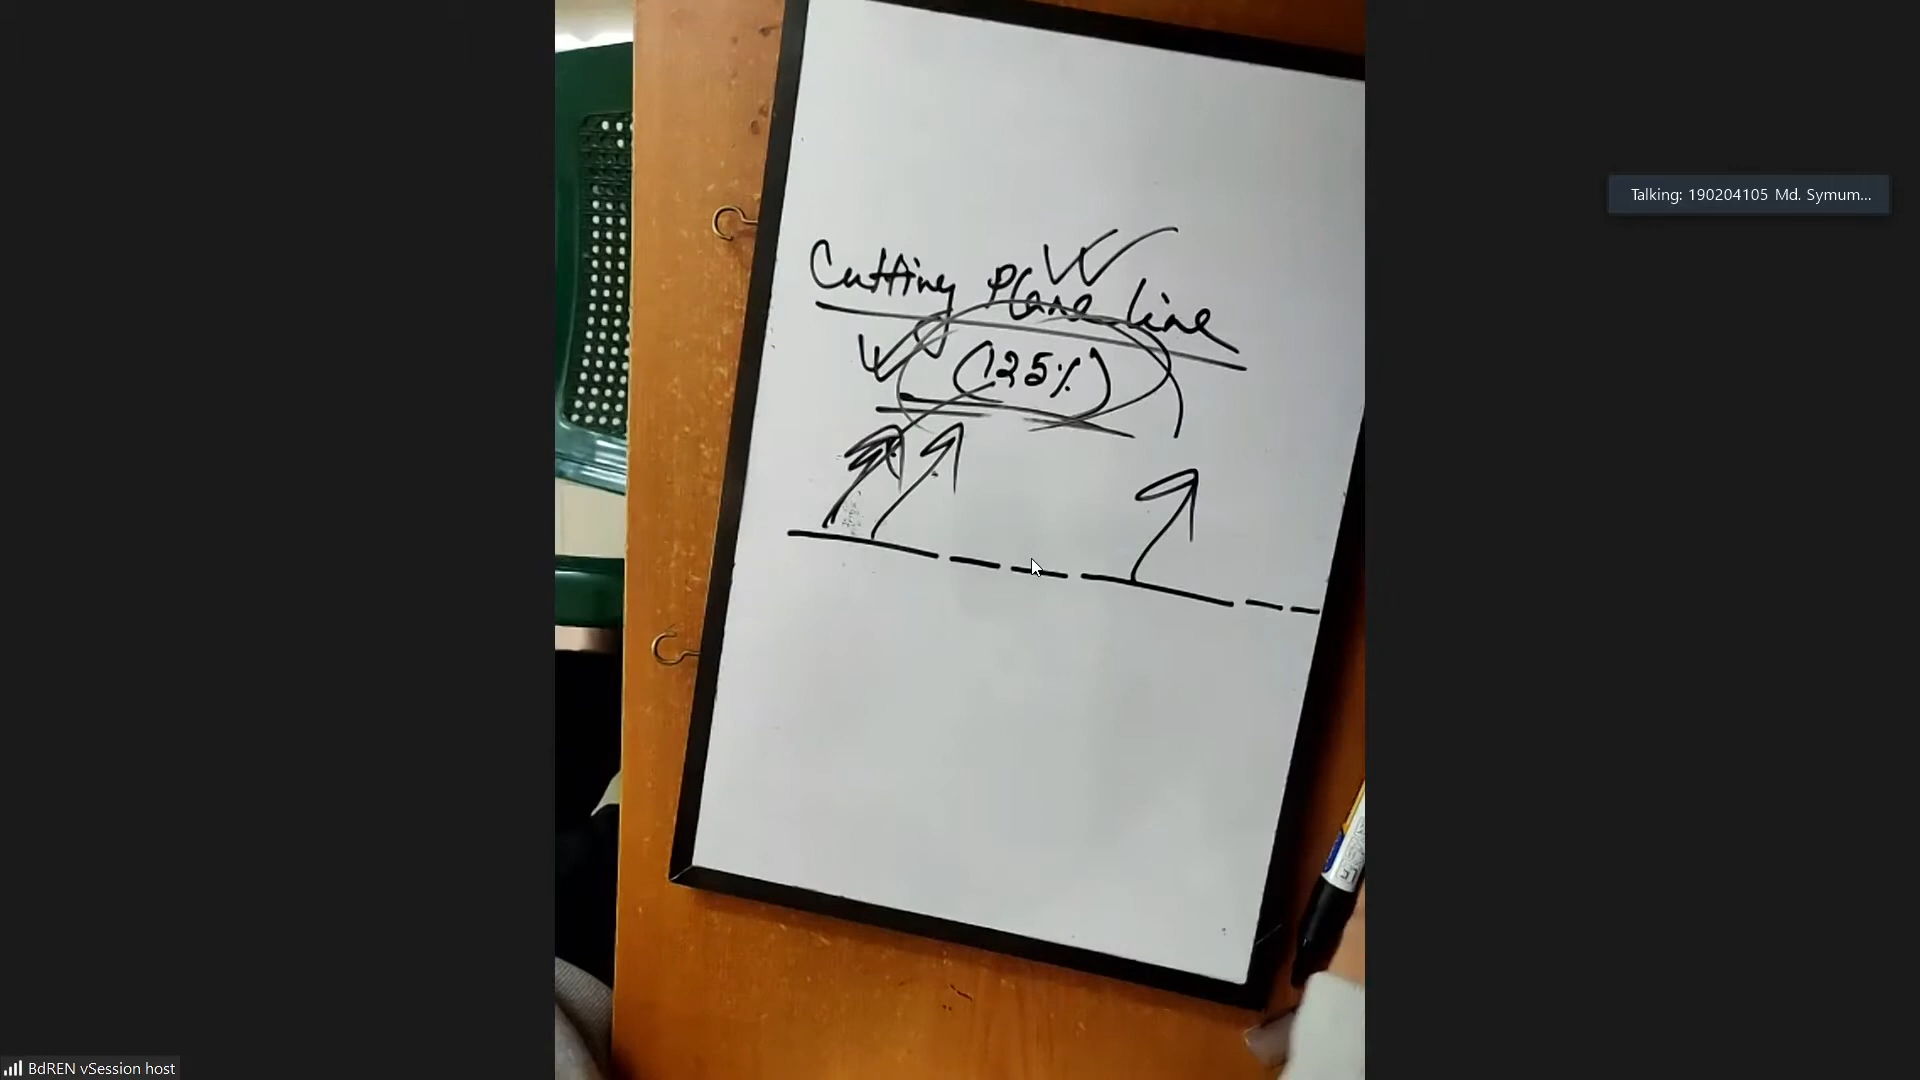 Talking: 190204105 Md. Symum...
Cutting Plane line
(125%)
BdREN vSession host